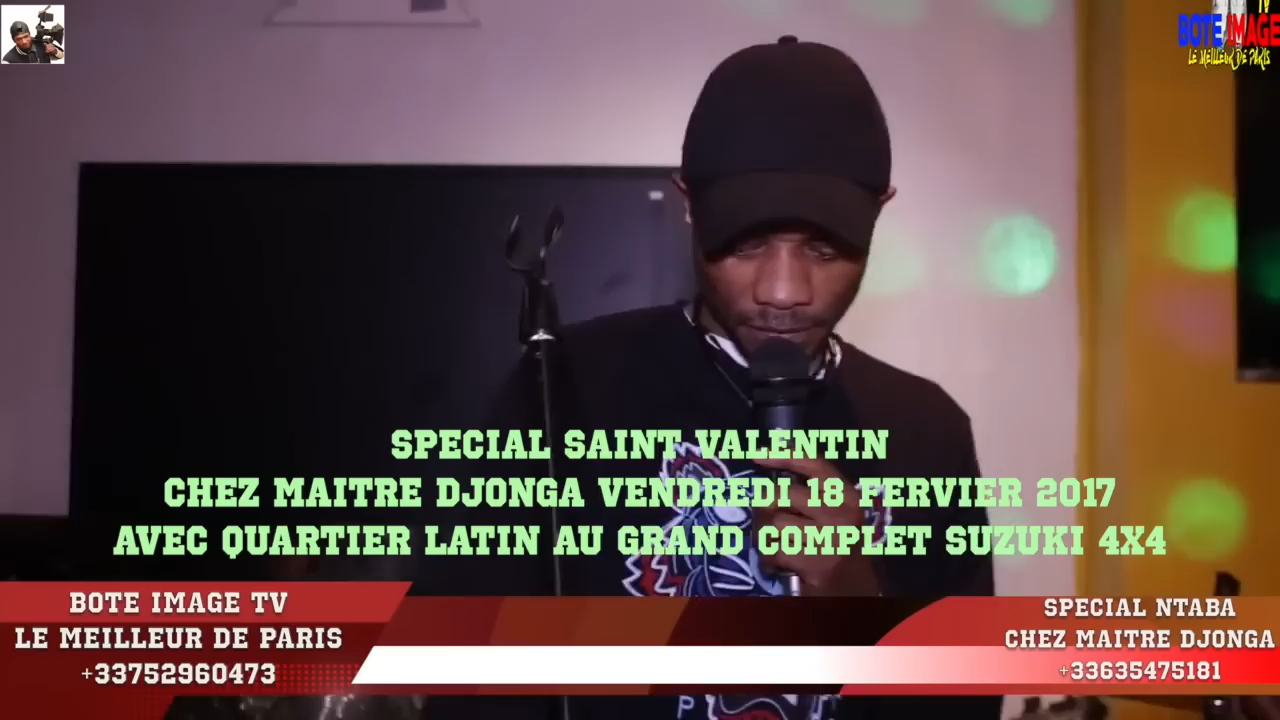 TV
BOTE IMAGE
LE MEILLEUR DE PARIS
SPECIAL SAINT VALENTIN
CHEZ MAITRE DJONGA VENDREDI 18 FERVIER 2017
AVEC QUARTIER LATIN AU GRAND COMPLET SUZUKI 4X4
BOTE IMAGE TV
LE MEILLEUR DE PARIS
+33752960473
SPECIAL NTABA
CHEZ MAITRE DJONGA
+33635475181
P